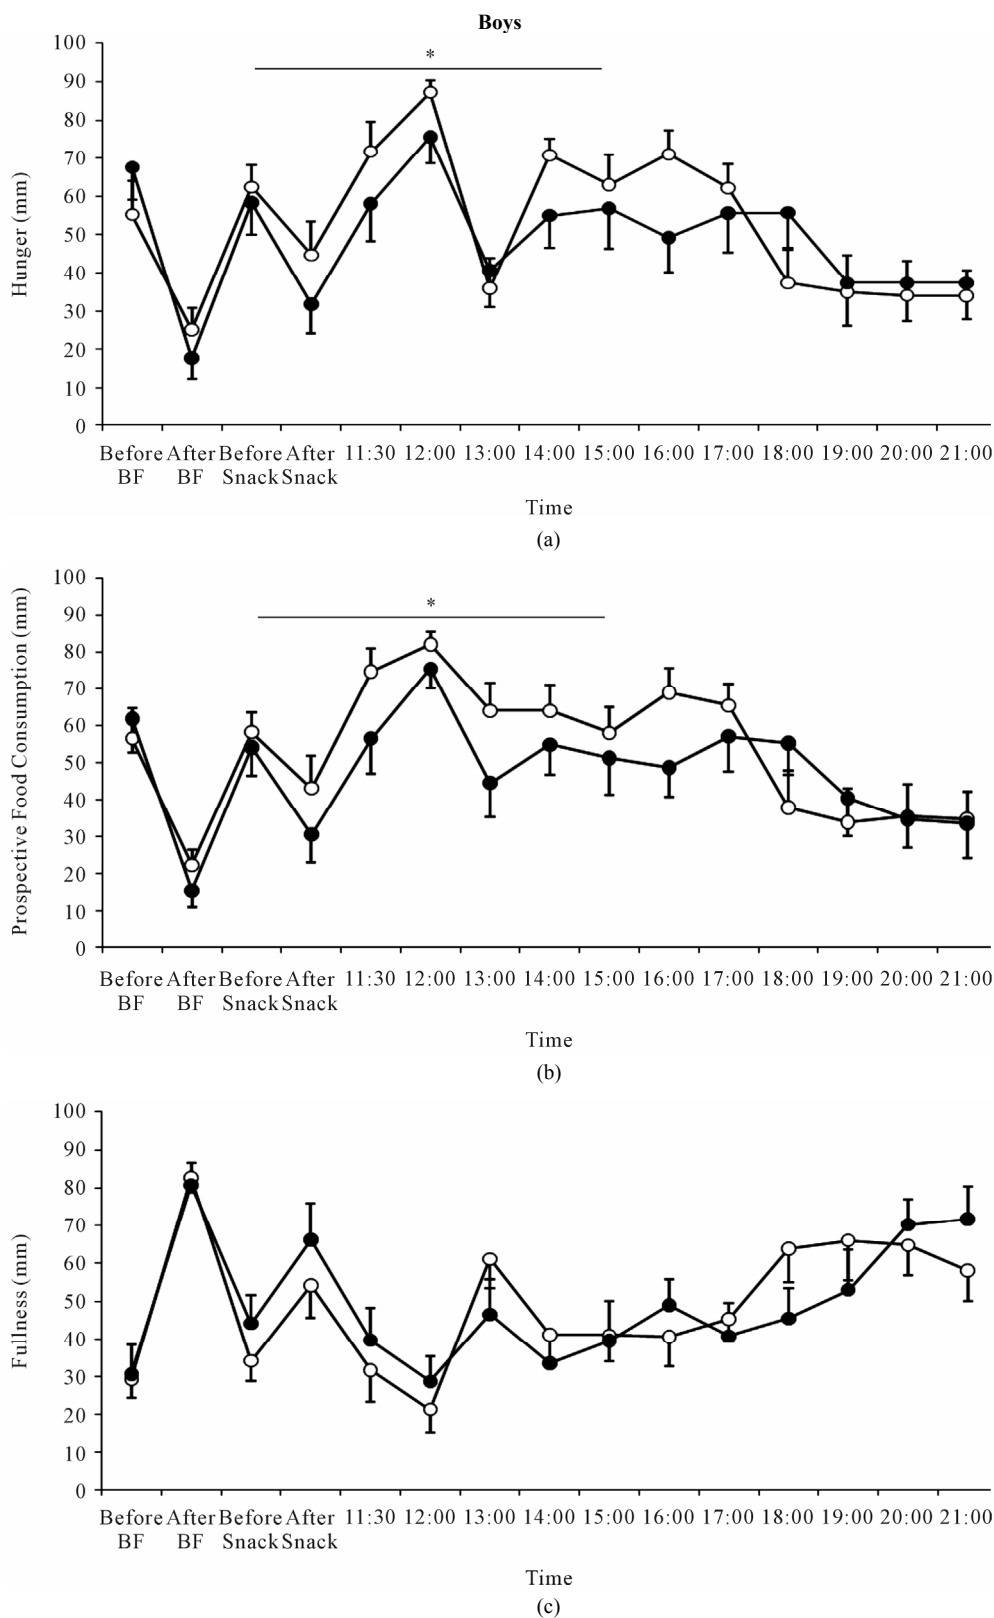 Boys
100
90
80
70
60
50
40
30
20
10
0
Hunger (mm)
*
Before After Before After 11:30 12:00 13:00 14:00 15:00 16:00 17:00 18:00 19:00 20:00 21:00
BF BF Snack Snack
Time
(a)
100
90
80
70
60
50
40
30
20
10
0
Prospective Food Consumption (mm)
*
Before After Before After 11:30 12:00 13:00 14:00 15:00 16:00 17:00 18:00 19:00 20:00 21:00
BF BF Snack Snack
Time
(b)
100
90
80
70
60
50
40
30
20
10
0
Fullness (mm)
Before After Before After 11:30 12:00 13:00 14:00 15:00 16:00 17:00 18:00 19:00 20:00 21:00
BF BF Snack Snack
Time
(c)